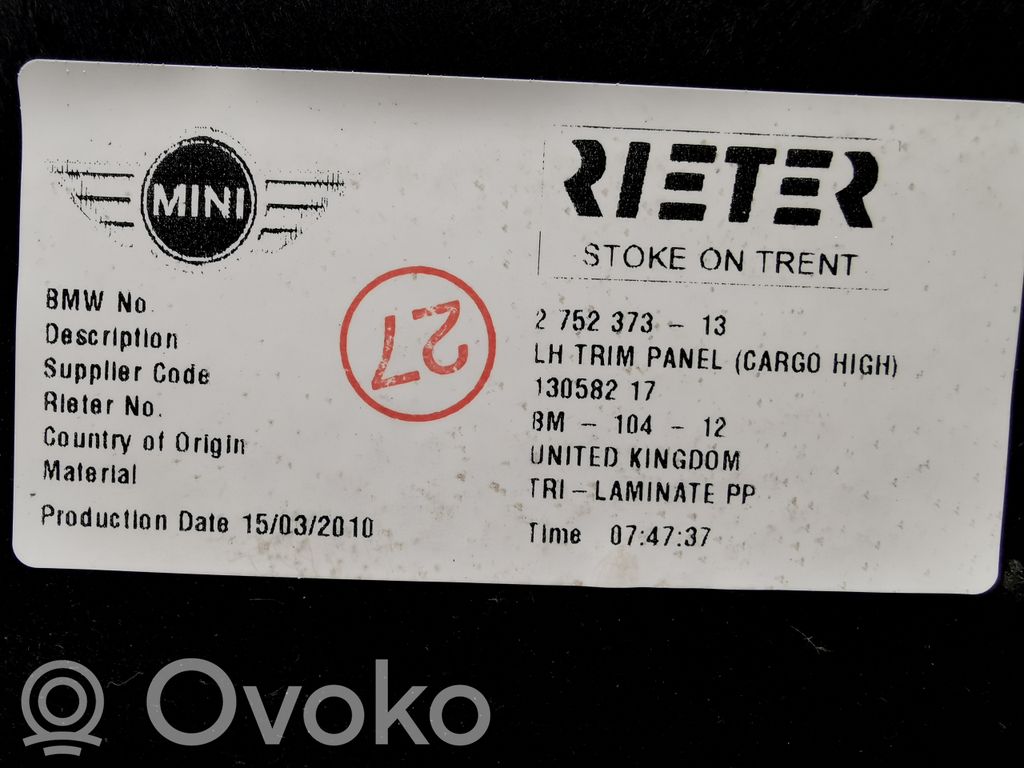 MINI
RIETER
STOKE ON TRENT
27
BMW No. 2 752 373 - 13
Description LH TRIM PANEL (CARGO HIGH)
Supplier Code 130582 17
Rieter No. BM - 104 - 12
Country of Origin UNITED KINGDOM
Material TRI - LAMINATE PP
Production Date 15/03/2010 Time 07:47:37
Ovoko